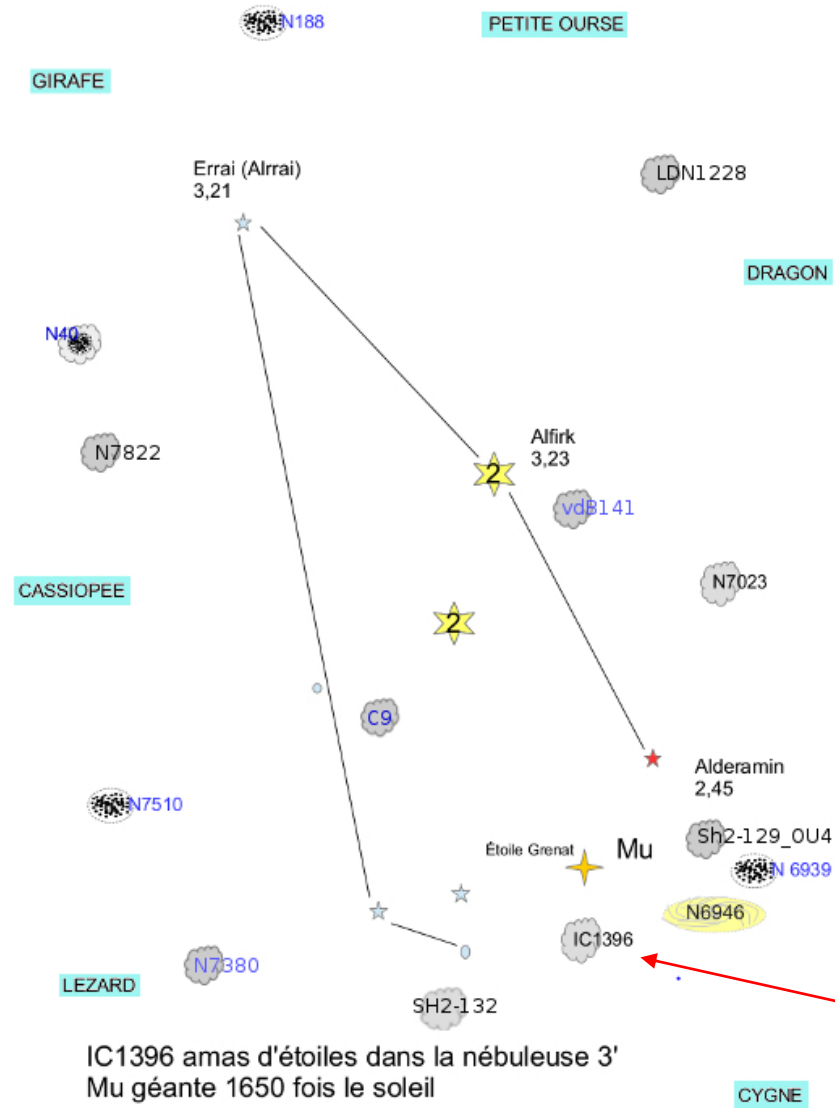 N188
PETITE OURSE
GIRAFE
Errai (Alrrai)
3,21
LDN1228
DRAGON
N40
N7822
Alfirk
3,23
2
vdB141
N7023
CASSIOPEE
2
C9
Alderamin
2,45
N7510
Sh2-129_OU4
Étoile Grenat
Mu
N 6939
N6946
IC1396
N7380
LEZARD
SH2-132
IC1396 amas d'étoiles dans la nébuleuse 3'
Mu géante 1650 fois le soleil
CYGNE